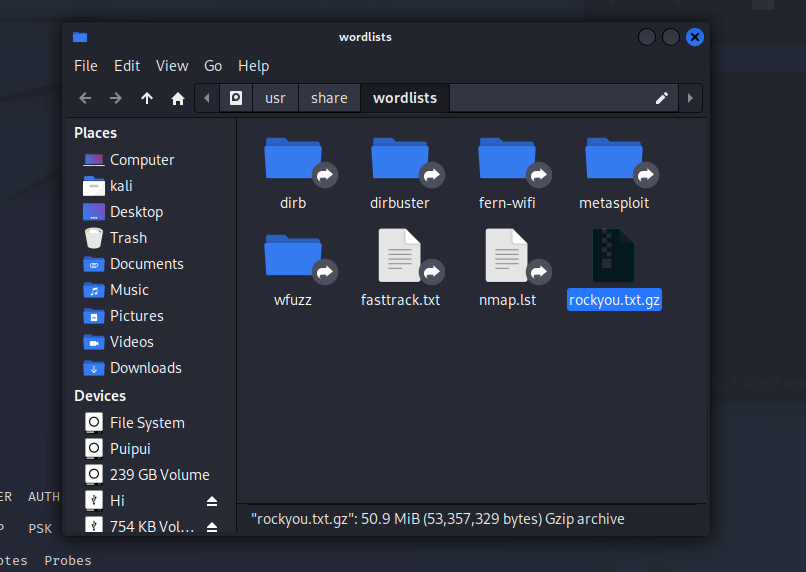 wordlists
File Edit View Go Help
usr share wordlists
Places
Computer
kali
Desktop
Trash
Documents
Music
Pictures
Videos
Downloads
Devices
File System
Puipui
239 GB Volume
Hi
754 KB Vol...
dirb dirbuster fern-wifi metasploit
wfuzz fasttrack.txt nmap.lst rockyou.txt.gz
"rockyou.txt.gz": 50.9 MiB (53,357,329 bytes) Gzip archive
ER AUTH
P PSK
otes Probes